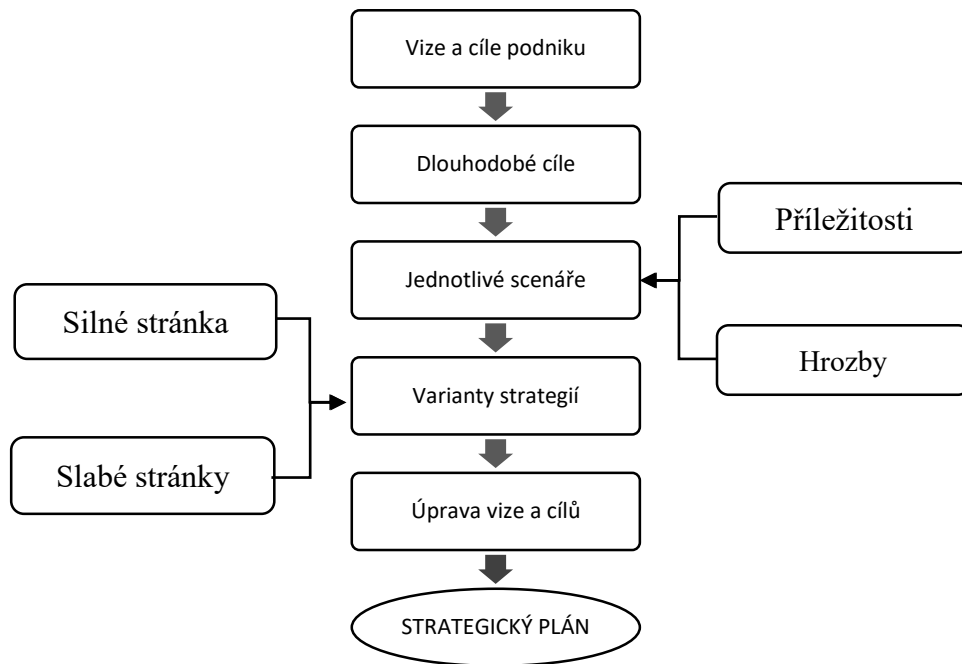 Vize a cíle podniku
Dlouhodobé cíle
Příležitosti
Jednotlivé scenáře
Silné stránka
Hrozby
Varianty strategií
Slabé stránky
Úprava vize a cílů
STRATEGICKÝ PLÁN